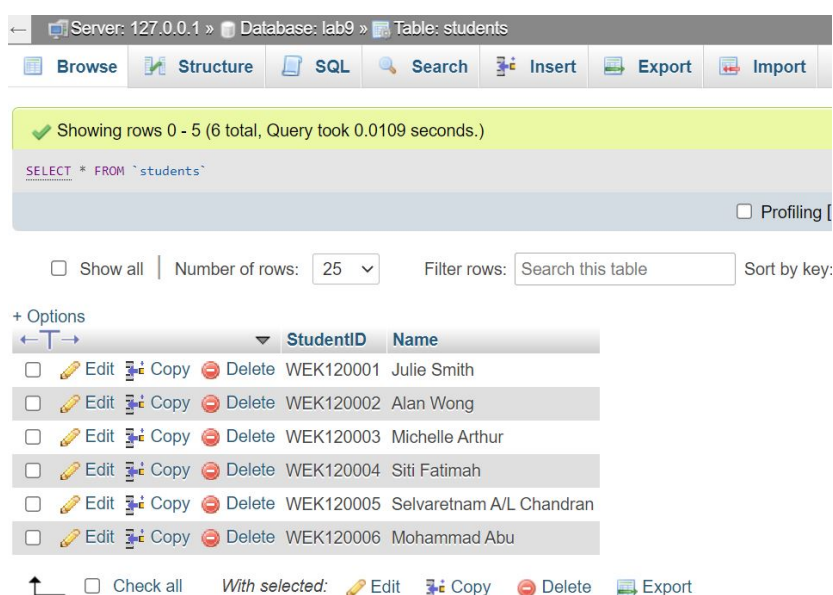 ← Server: 127.0.0.1 » Database: lab9 » Table: students
Browse Structure SQL Search Insert Export Import
Showing rows 0 - 5 (6 total, Query took 0.0109 seconds.)
SELECT * FROM `students`
Profiling [
Show all | Number of rows: 25 Filter rows: Search this table Sort by key:
+ Options
←T→ StudentID Name
Edit Copy Delete WEK120001 Julie Smith
Edit Copy Delete WEK120002 Alan Wong
Edit Copy Delete WEK120003 Michelle Arthur
Edit Copy Delete WEK120004 Siti Fatimah
Edit Copy Delete WEK120005 Selvaretnam A/L Chandran
Edit Copy Delete WEK120006 Mohammad Abu
Check all With selected: Edit Copy Delete Export